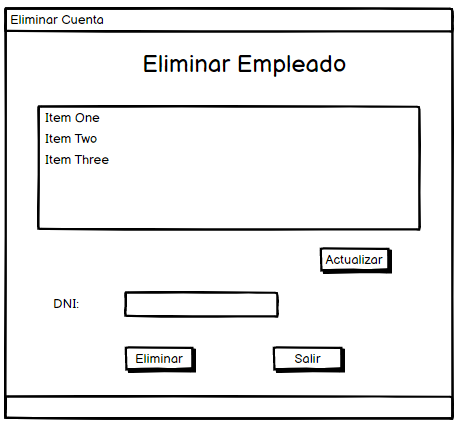 Eliminar Cuenta
Eliminar Empleado
Item One
Item Two
Item Three
Actualizar
DNI:
Eliminar
Salir